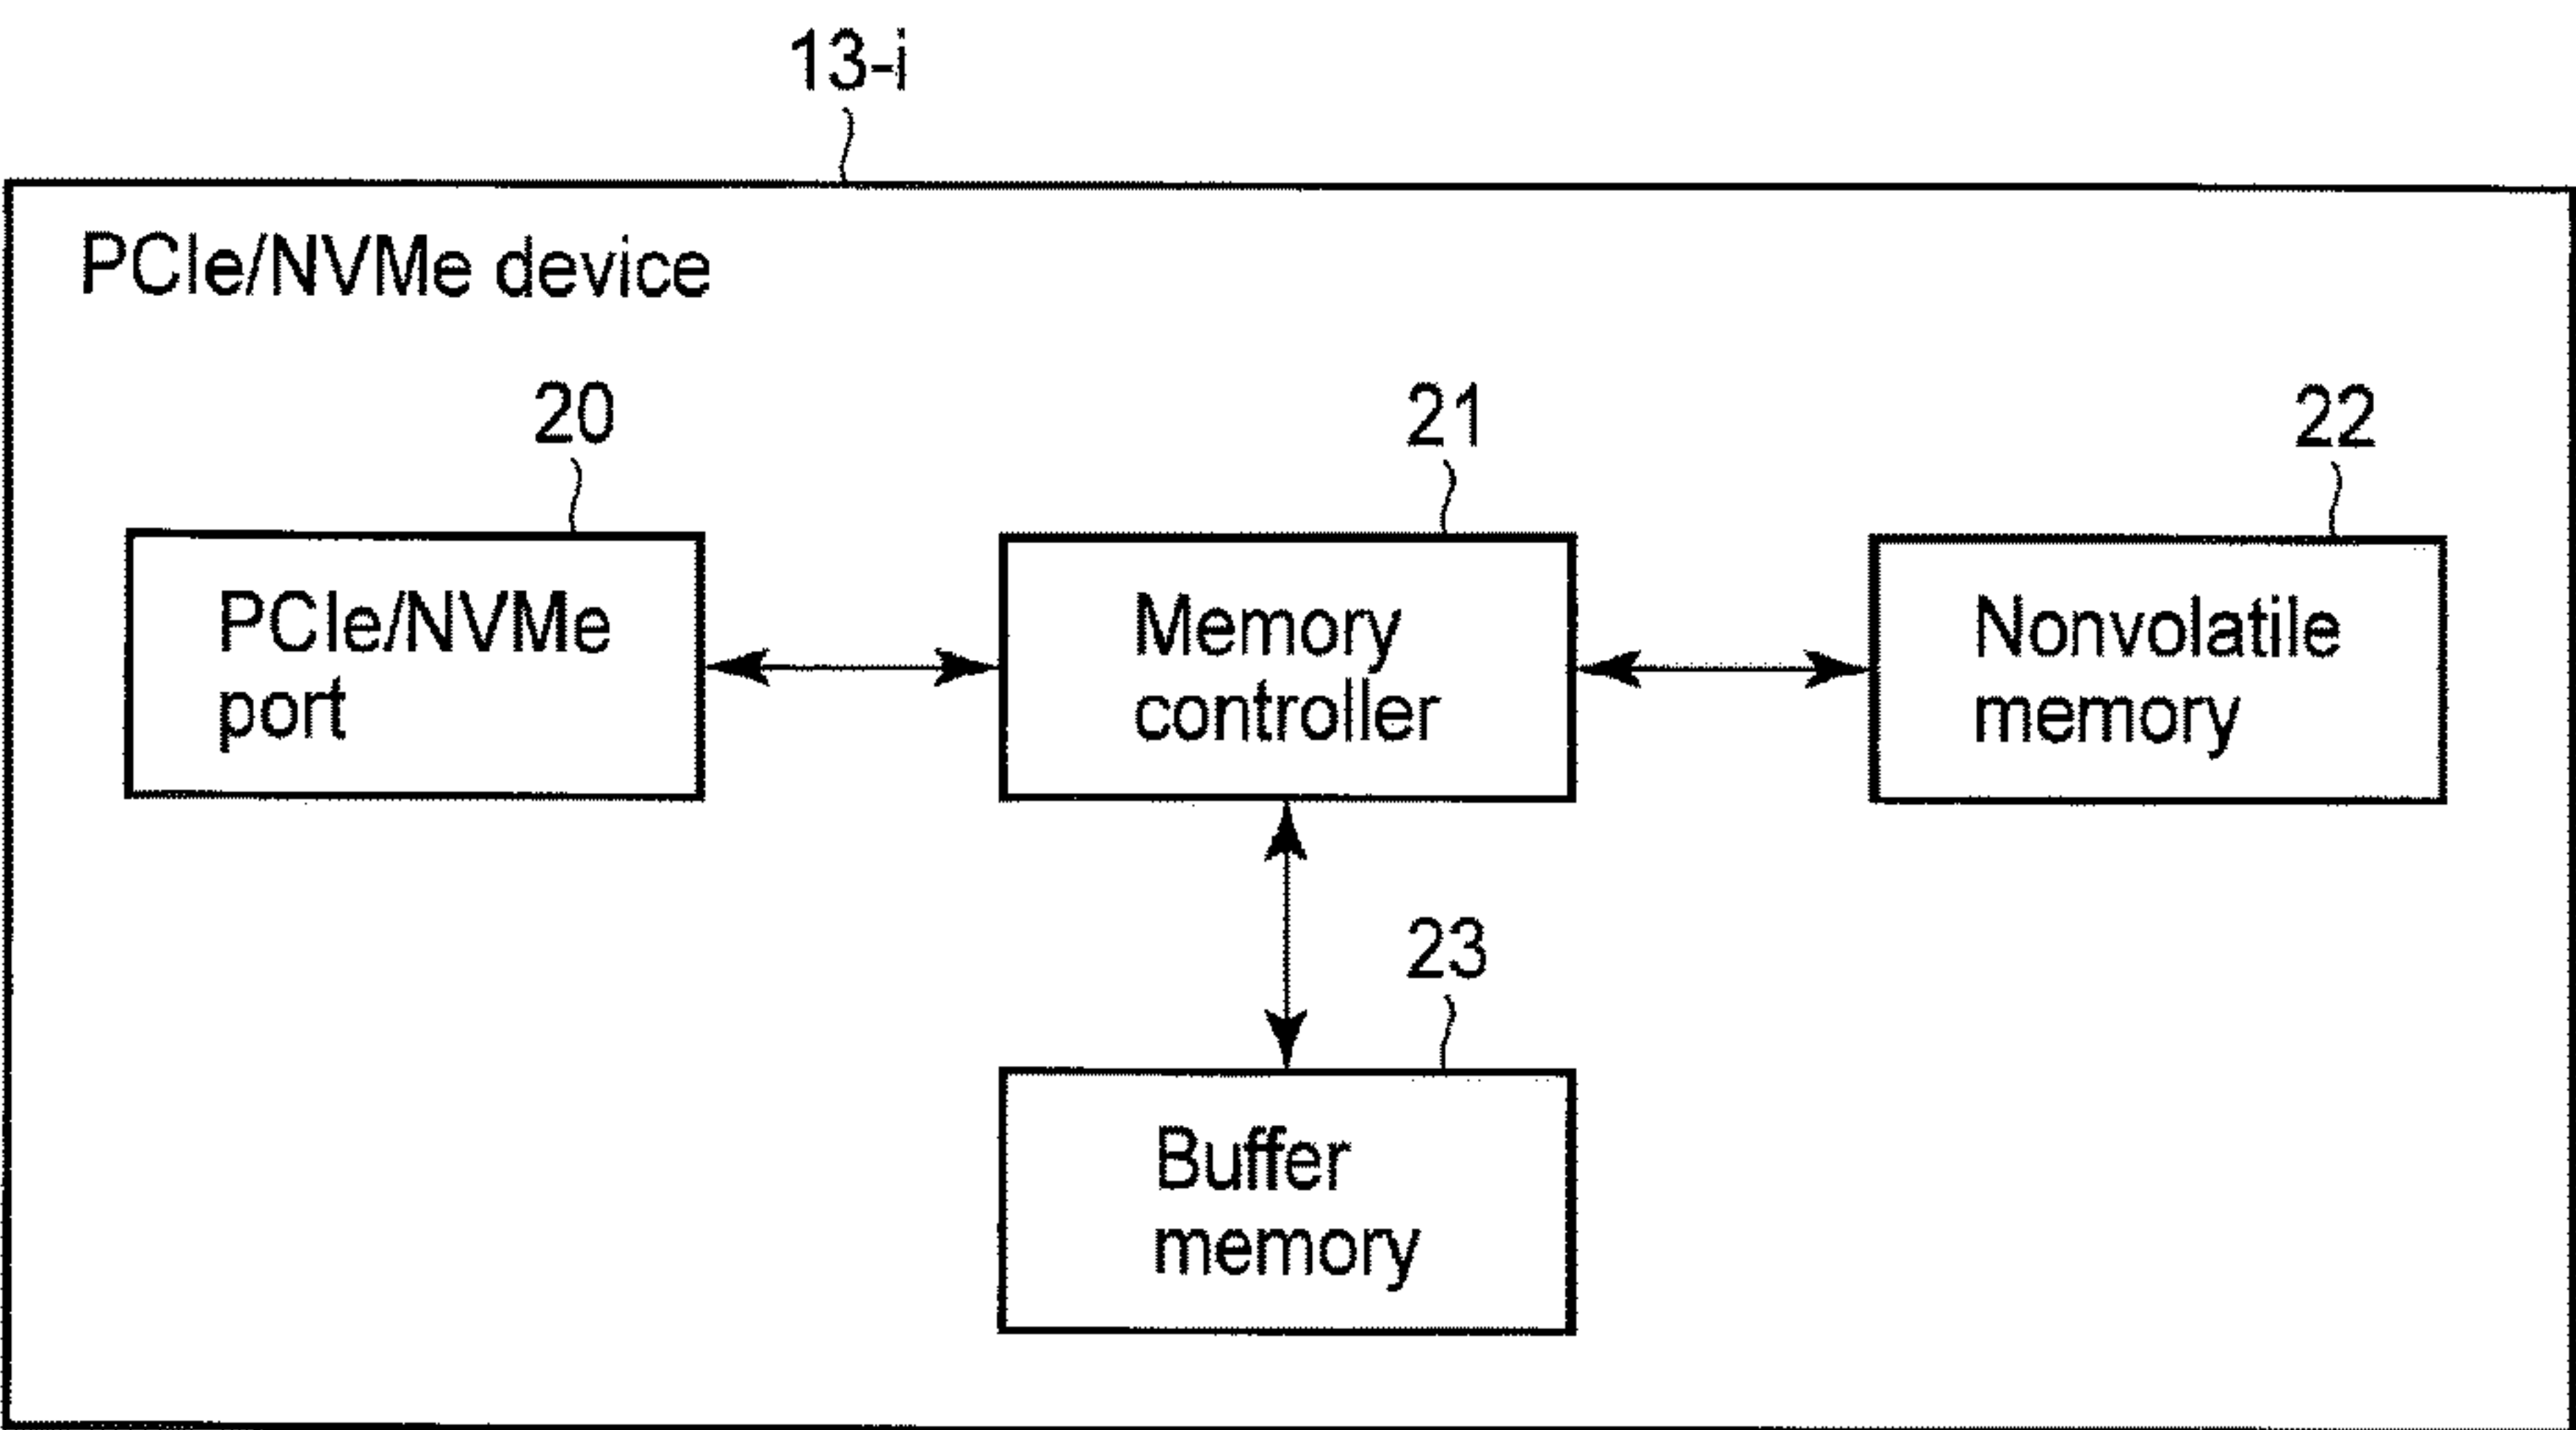 13-i
PCIe/NVMe device
20
21
22
PCIe/NVMe
port
Memory
controller
Nonvolatile
memory
23
Buffer
memory